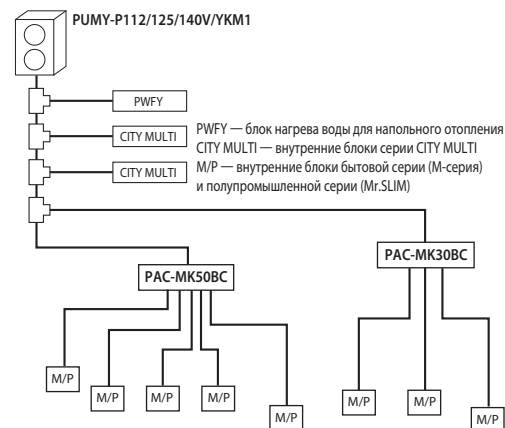 PUMY-P112/125/140V/YKM1
PWFY
CITY MULTI
CITY MULTI
PWFY — блок нагрева воды для напольного отопления
CITY MULTI — внутренние блоки серии CITY MULTI
M/P — внутренние блоки бытовой серии (М-серия)
и полупромышленной серии (Mr.SLIM)
PAC-MK50BC
PAC-MK30BC
M/P
M/P
M/P
M/P
M/P
M/P
M/P
M/P